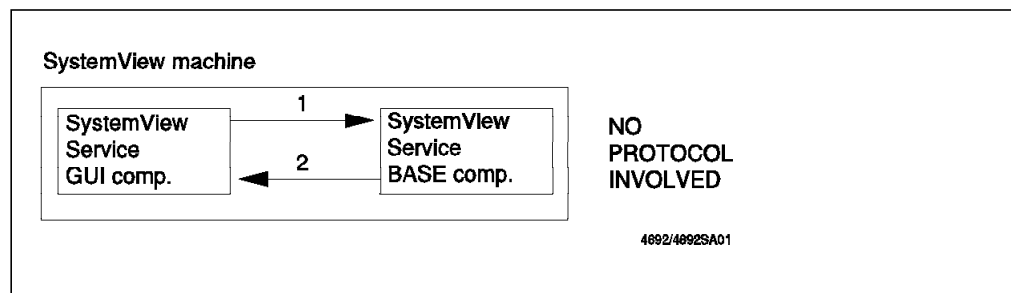 SystemView machine
1
SystemView
Service
GUI comp.
SystemVIew
Service
BASE comp.
2
NO
PROTOCOL
INVOLVED
4692/4692SA01